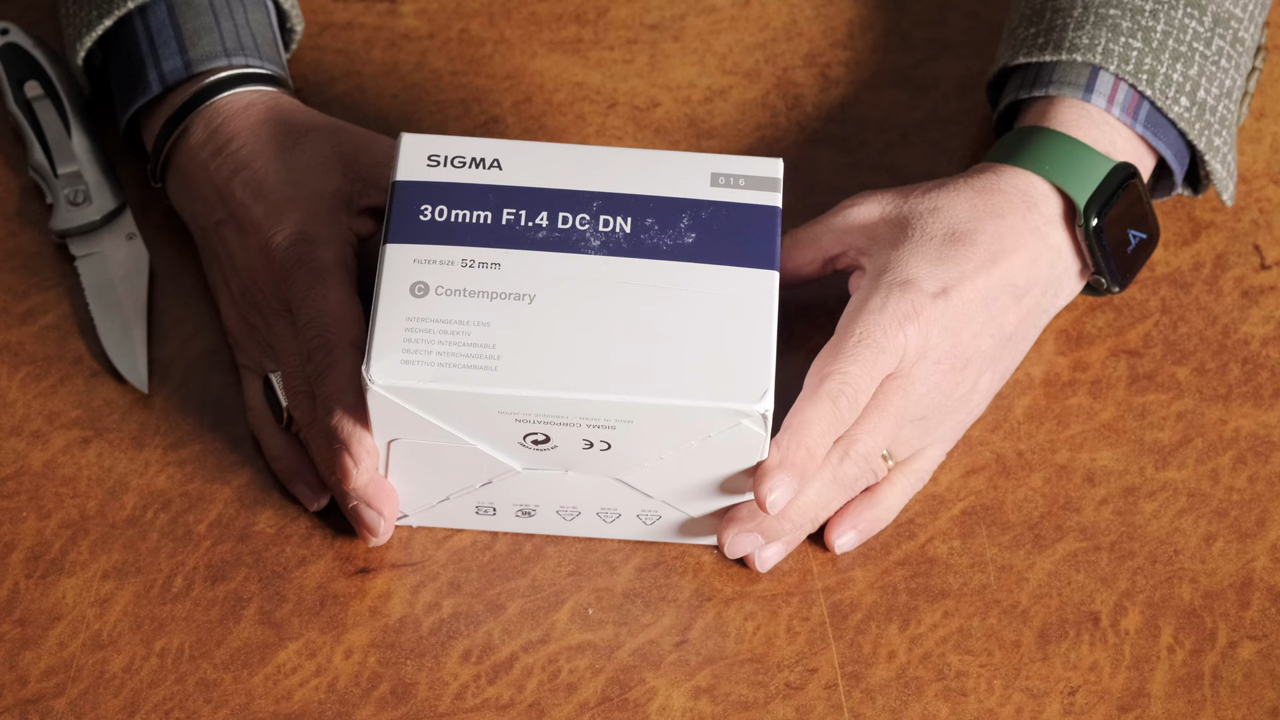 SIGMA
016
30mm F1.4 DC DN
FILTER SIZE: 52mm
C Contemporary
INTERCHANGEABLE LENS
WECHSEL-OBJEKTIV
OBJETIVO INTERCAMBIABLE
OBJECTIF INTERCHANGEABLE
OBIETTIVO INTERCAMBIABILE
SIGMA CORPORATION
CE